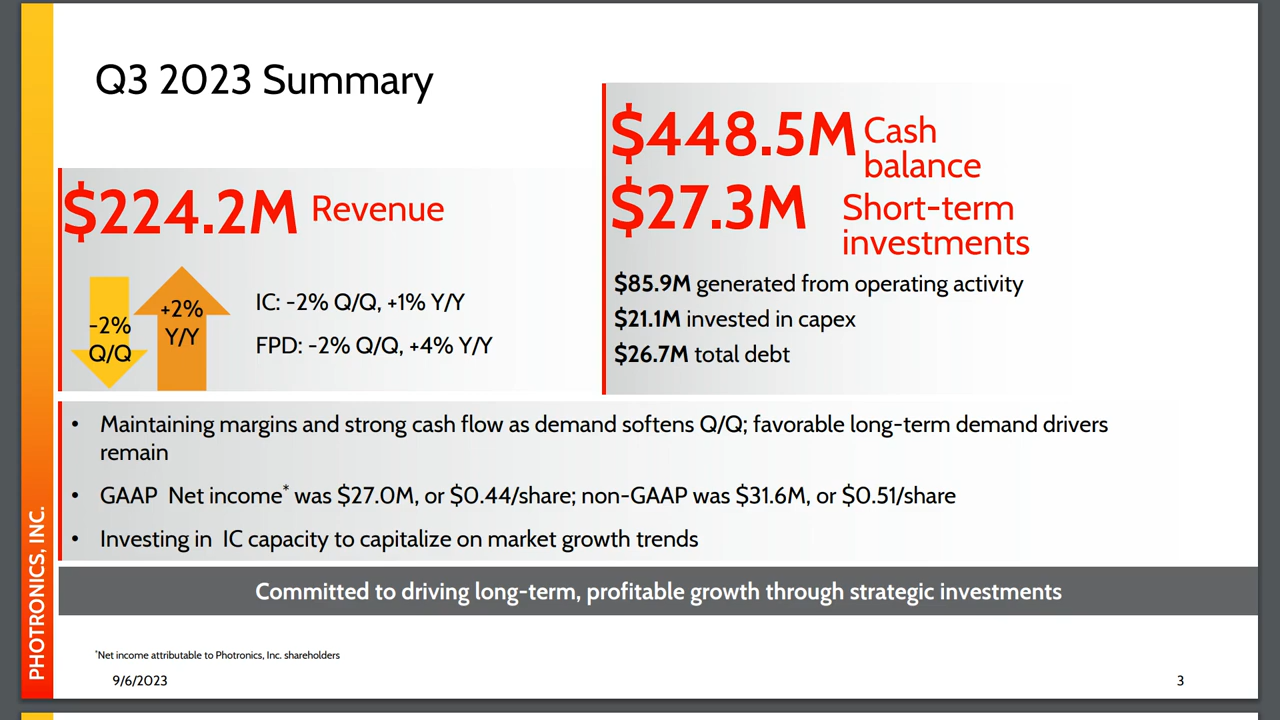 Q3 2023 Summary
$224.2M Revenue
-2%
Q/Q
+2%
Y/Y
IC: -2% Q/Q, +1% Y/Y
FPD: -2% Q/Q, +4% Y/Y
$448.5M Cash
balance
$27.3M Short-term
investments
$85.9M generated from operating activity
$21.1M invested in capex
$26.7M total debt
• Maintaining margins and strong cash flow as demand softens Q/Q; favorable long-term demand drivers
remain
• GAAP Net income* was $27.0M, or $0.44/share; non-GAAP was $31.6M, or $0.51/share
• Investing in IC capacity to capitalize on market growth trends
Committed to driving long-term, profitable growth through strategic investments
PHOTRONICS, INC.
*Net income attributable to Photronics, Inc. shareholders
9/6/2023
3